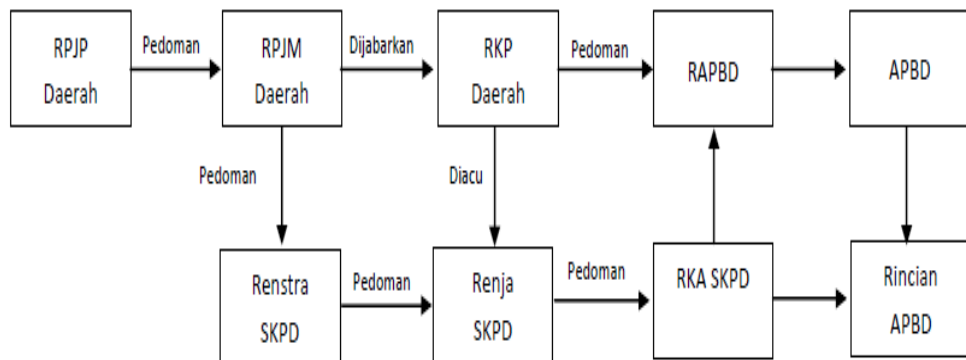 RPJP
Daerah
Pedoman
RPJM
Daerah
Dijabarkan
RKP
Daerah
Pedoman
RAPBD
APBD
Pedoman
Diacu
Renstra
SKPD
Pedoman
Renja
SKPD
Pedoman
RKA SKPD
Rincian
APBD